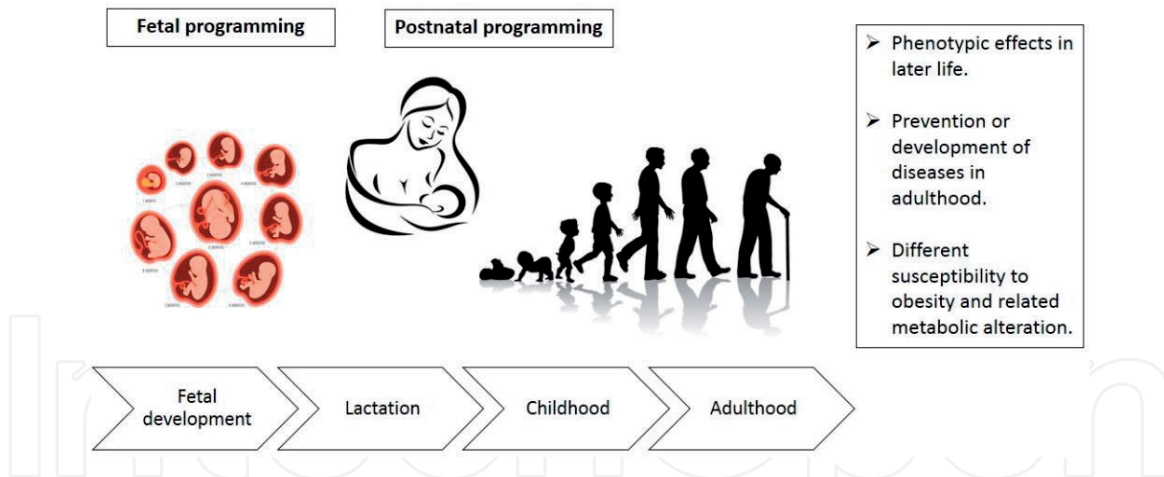 Fetal programming
Postnatal programming
➢ Phenotypic effects in
later life.
➢ Prevention or
development of
diseases in
adulthood.
➢ Different
susceptibility to
obesity and related
metabolic alteration.
Fetal
development
Lactation
Childhood
Adulthood